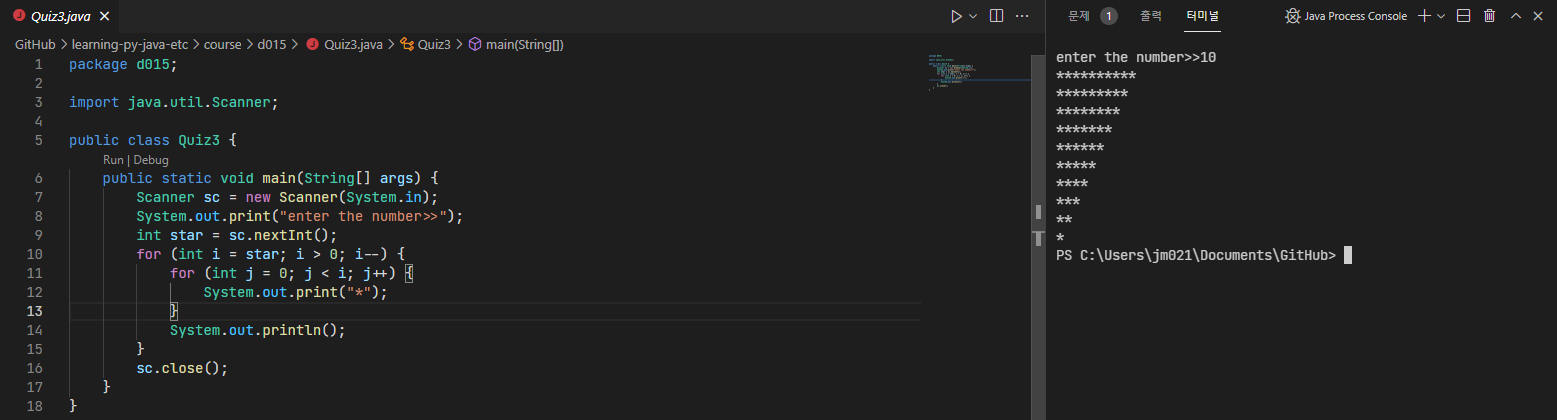 Quiz3.java
GitHub > learning-py-java-etc > course > d015 > Quiz3.java > Quiz3 > main(String[])
1 package d015;
2
3 import java.util.Scanner;
4
5 public class Quiz3 {
Run | Debug
6 public static void main(String[] args) {
7 Scanner sc = new Scanner(System.in);
8 System.out.print("enter the number>>");
9 int star = sc.nextInt();
10 for (int i = star; i > 0; i--) {
11 for (int j = 0; j < i; j++) {
12 System.out.print("*");
13 }
14 System.out.println();
15 }
16 sc.close();
17 }
18 }
문제 1 출력 터미널 Java Process Console
enter the number>>10
**********
*********
********
*******
******
*****
****
***
**
*
PS C:\Users\jm021\Documents\GitHub>